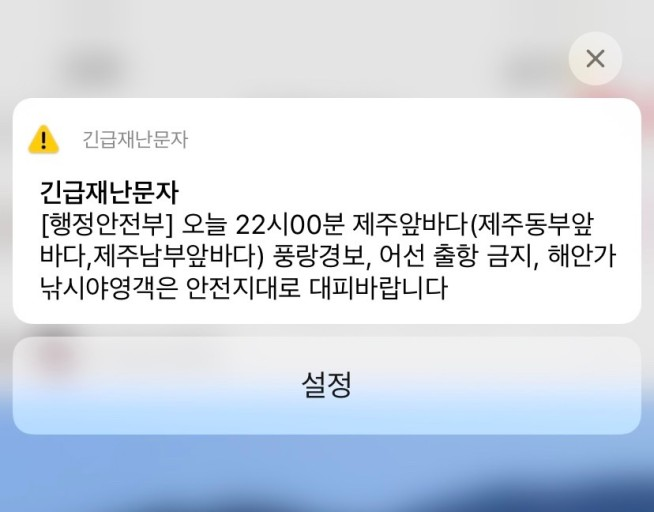 긴급재난문자
긴급재난문자
[행정안전부] 오늘 22시00분 제주앞바다(제주동부앞
바다,제주남부앞바다) 풍랑경보, 어선 출항 금지, 해안가
낚시야영객은 안전지대로 대피바랍니다
설정